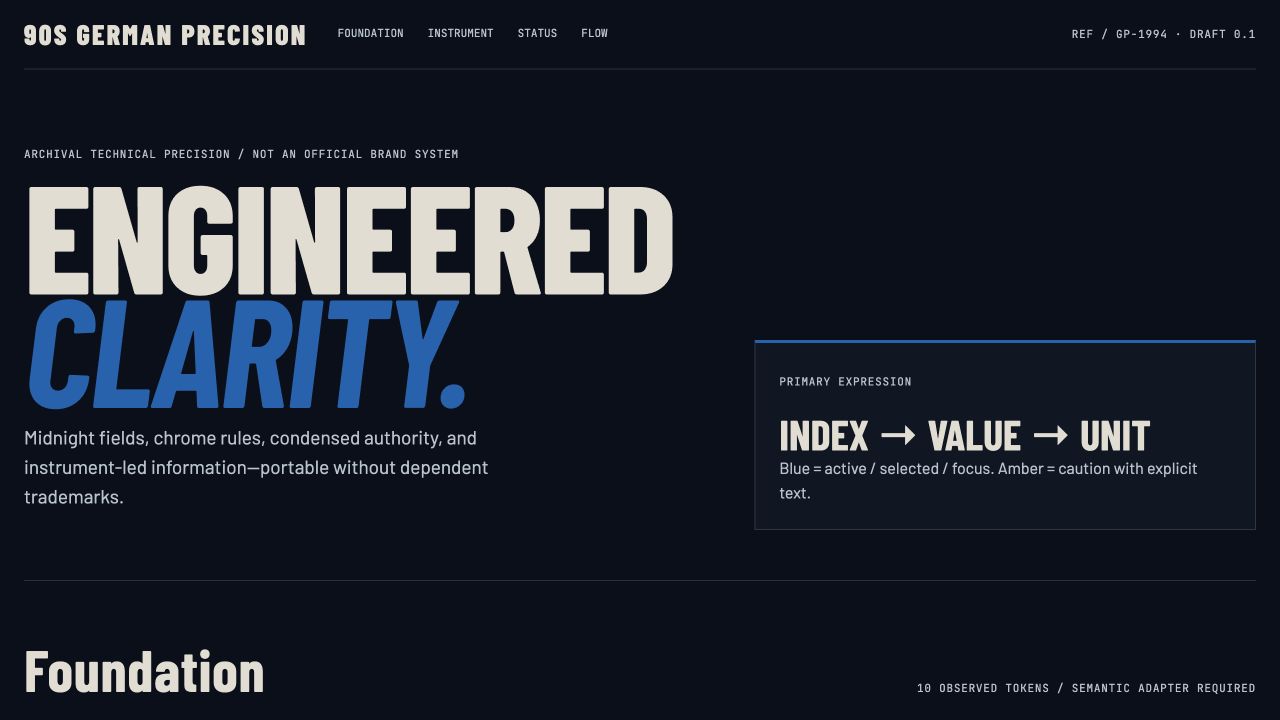 90S GERMAN PRECISION
FOUNDATION
INSTRUMENT
STATUS
FLOW
REF / GP-1994 · DRAFT 0.1
ARCHIVAL TECHNICAL PRECISION / NOT AN OFFICIAL BRAND SYSTEM
ENGINEERED
CLARITY.
Midnight fields, chrome rules, condensed authority, and
instrument-led information—portable without dependent
trademarks.
PRIMARY EXPRESSION
INDEX → VALUE → UNIT
Blue = active / selected / focus. Amber = caution with explicit
text.
Foundation
10 OBSERVED TOKENS / SEMANTIC ADAPTER REQUIRED